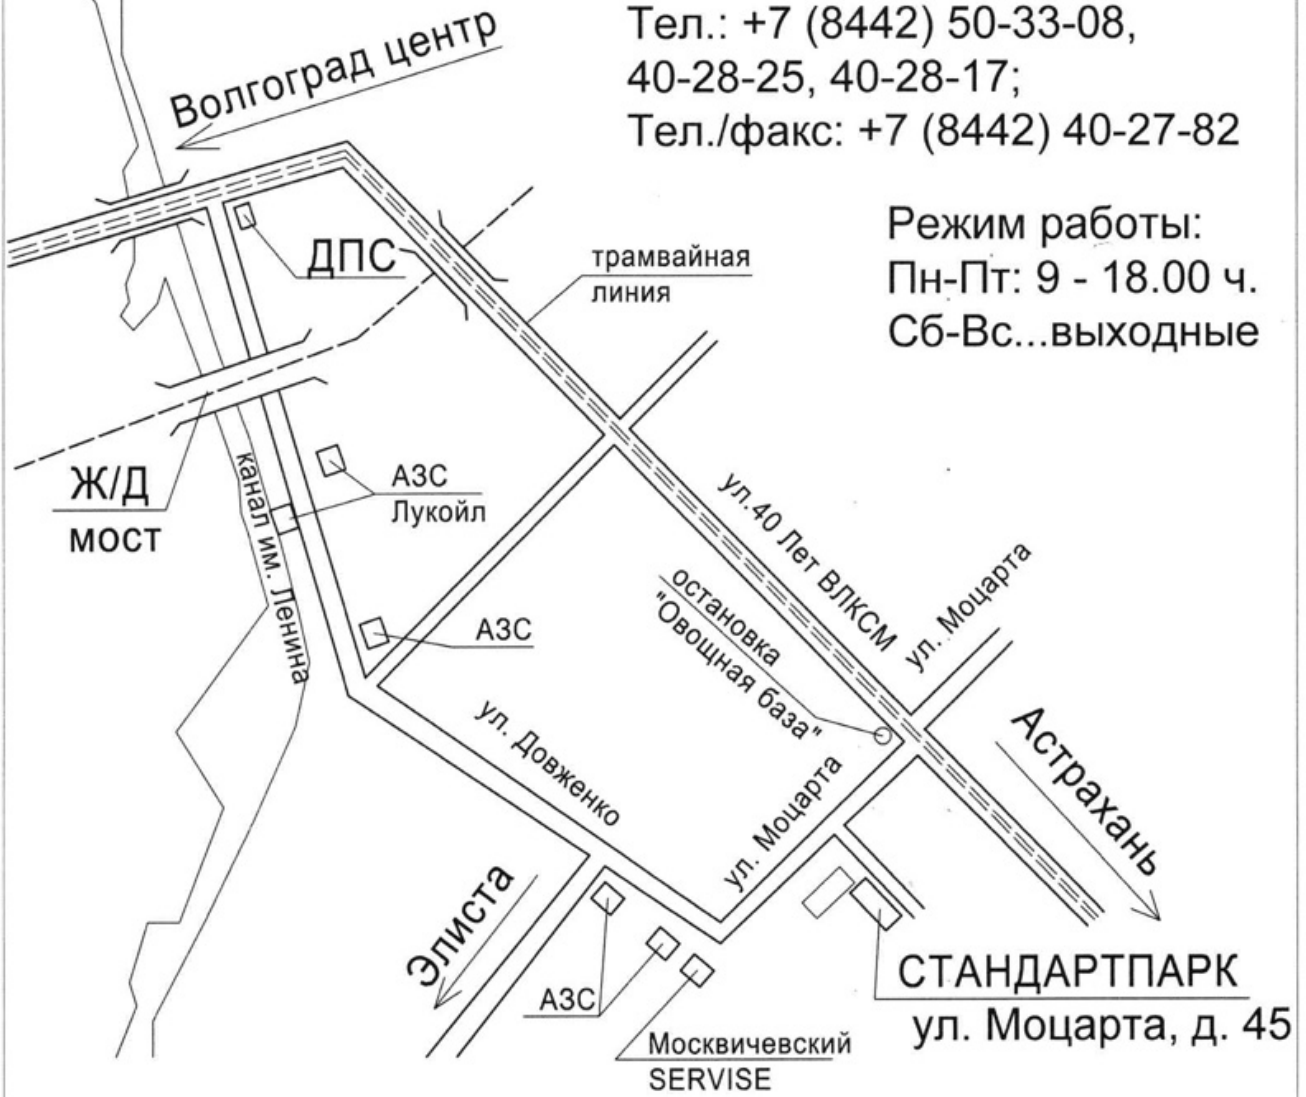 Тел.: +7 (8442) 50-33-08,
40-28-25, 40-28-17;
Тел./факс: +7 (8442) 40-27-82
Волгоград центр
Режим работы:
Пн-Пт: 9 - 18.00 ч.
Сб-Вс...выходные
ДПС
трамвайная
линия
Ж/Д
мост
АЗС
Лукойл
канал им. Ленина
ул.40 Лет ВЛКСМ
ул. Моцарта
остановка
"Овощная база"
АЗС
ул. Довженко
ул. Моцарта
Астрахань
Элиста
АЗС
СТАНДАРТПАРК
ул. Моцарта, д. 45
Москвичевский
SERVISE